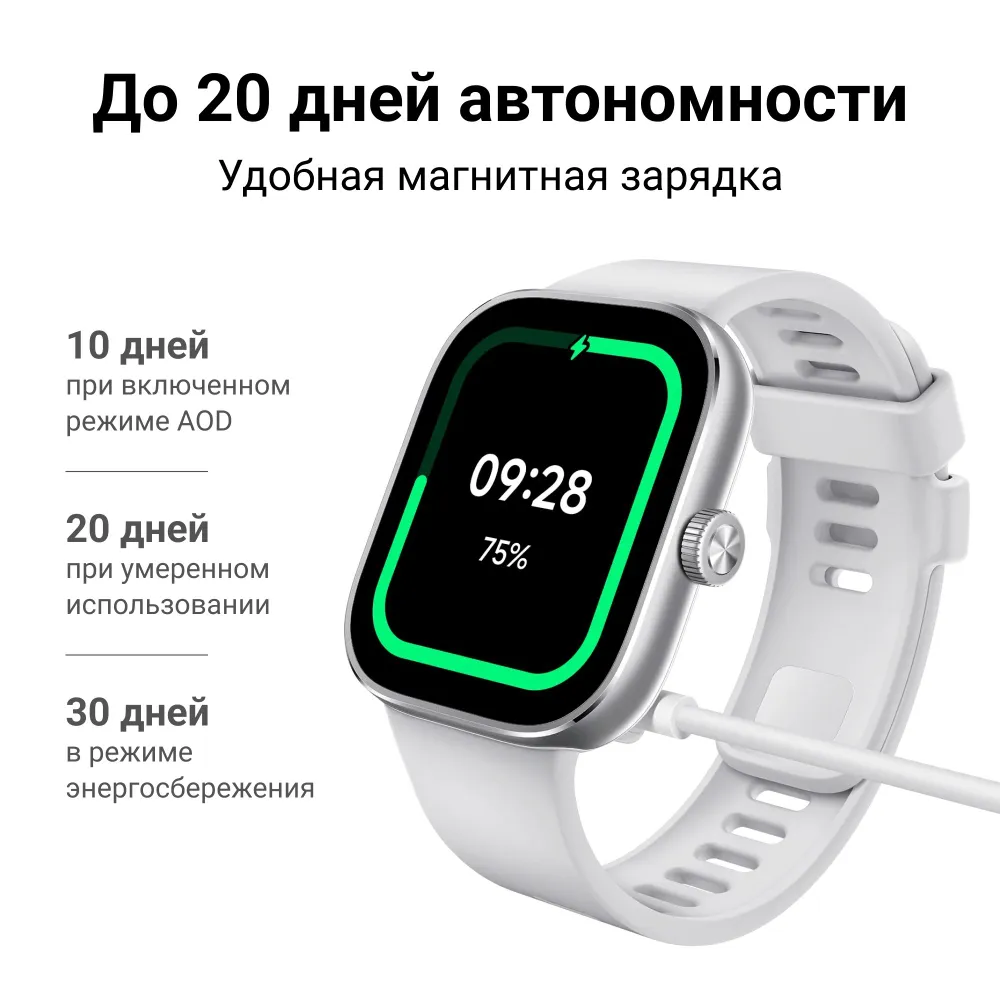 До 20 дней автономности
Удобная магнитная зарядка
10 дней
при включенном
режиме AOD
20 дней
при умеренном
использовании
30 дней
в режиме
энергосбережения
09:28
75%